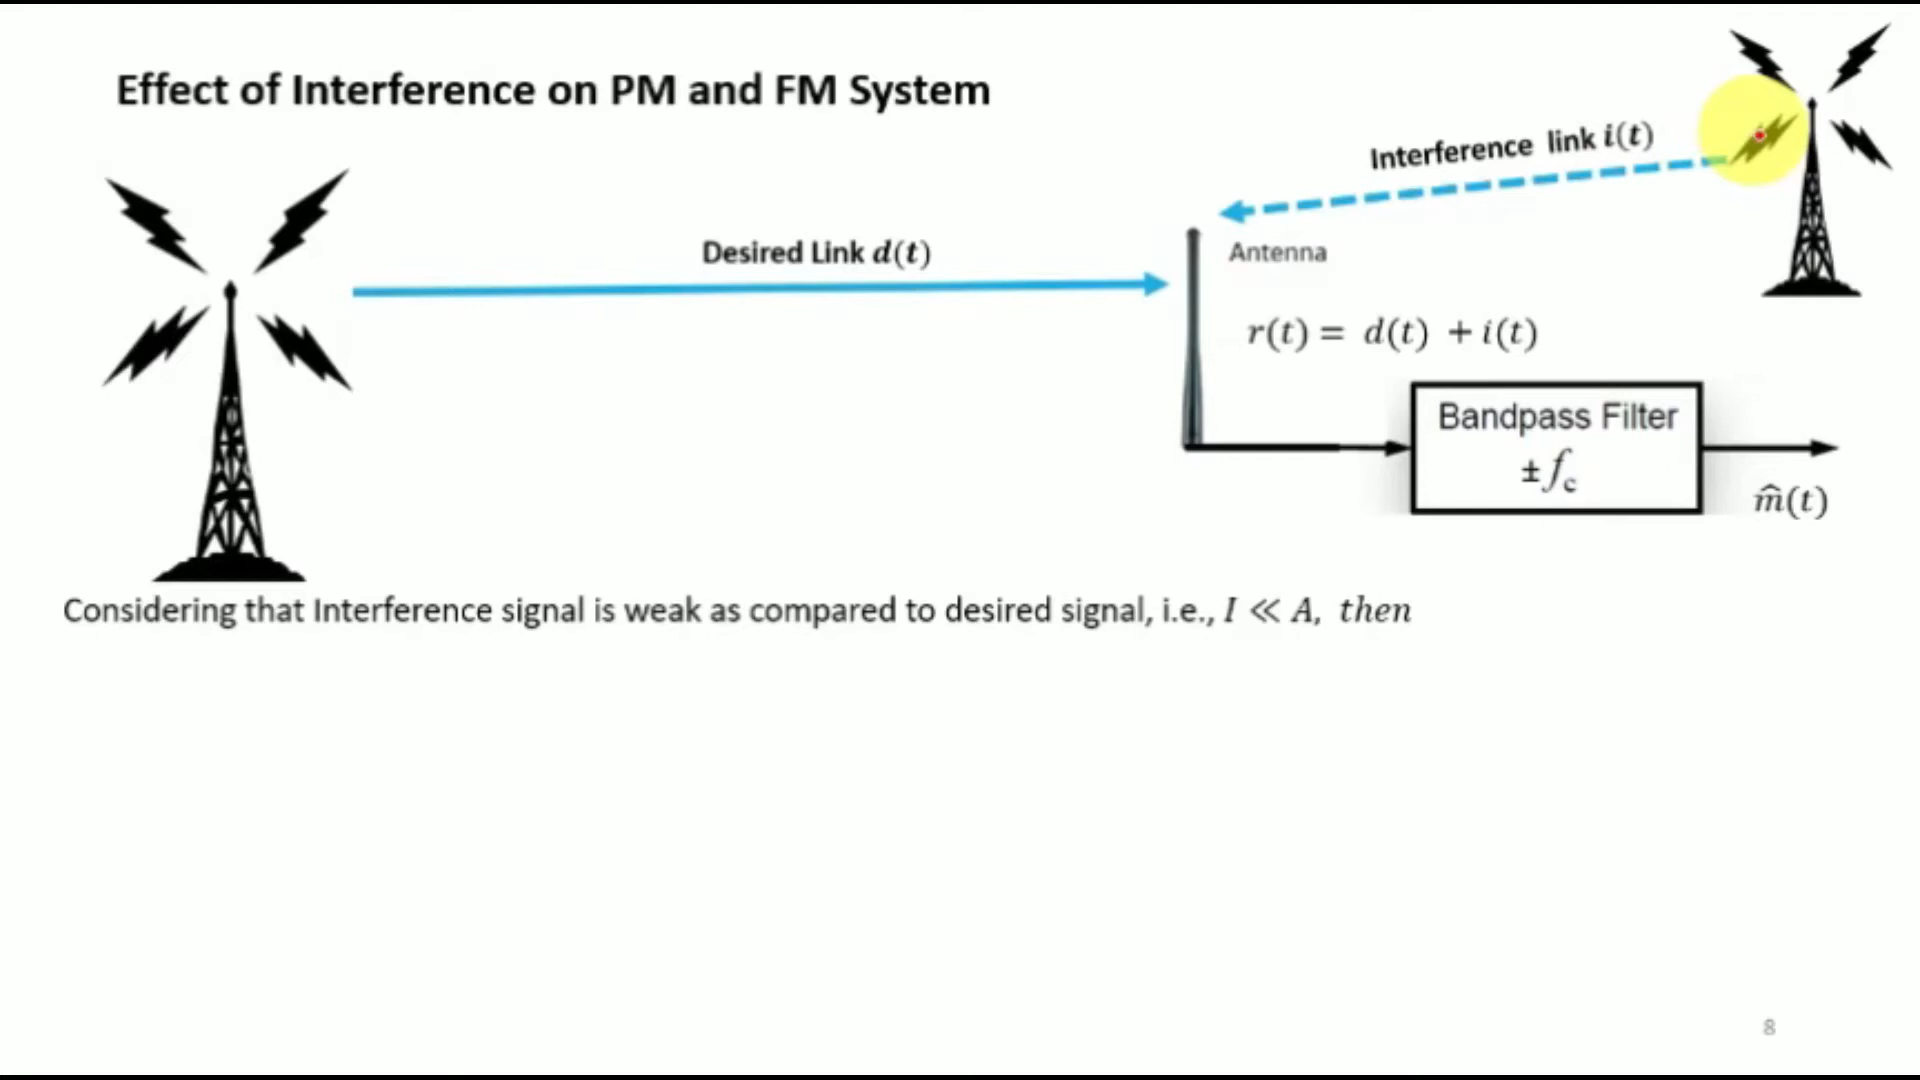 Effect of Interference on PM and FM System
Interference link i(t)
Desired Link d(t)
Antenna
r(t) = d(t) + i(t)
Bandpass Filter
± f_c
m̂(t)
Considering that Interference signal is weak as compared to desired signal, i.e., I ≪ A, then
8